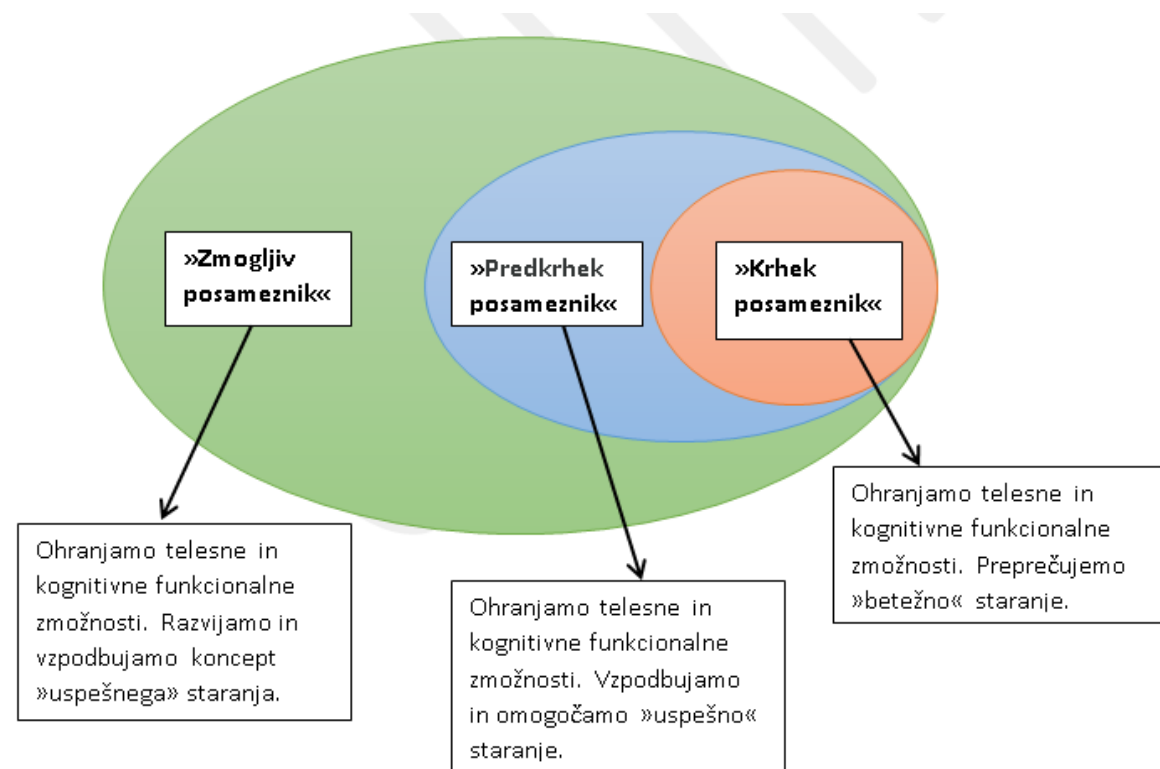 »Zmogljiv
posameznik«
»Predkrhek
posameznik«
»Krhek
posameznik«
Ohranjamo telesne in
kognitivne funkcionalne
zmožnosti. Razvijamo in
vzpodbujamo koncept
»uspešnega» staranja.
Ohranjamo telesne in
kognitivne funkcionalne
zmožnosti. Vzpodbujamo
in omogočamo »uspešno«
staranje.
Ohranjamo telesne in
kognitivne funkcionalne
zmožnosti. Preprečujemo
»betežno« staranje.